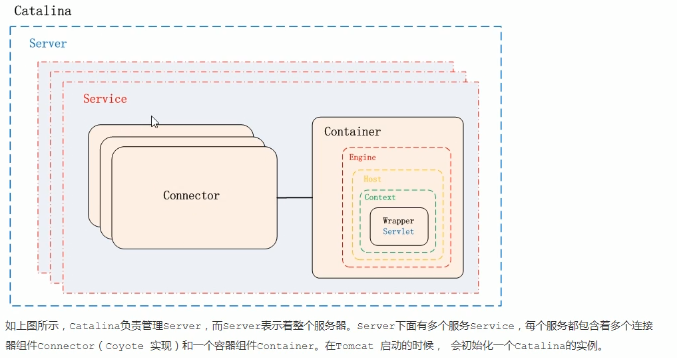 Catalina
Server
Service
Connector
Container
Engine
Host
Context
Wrapper
Servlet
如上图所示，Catalina负责管理Server，而Server表示着整个服务器。Server下面有多个服务Service，每个服务都包含着多个连接
器组件Connector（Coyote 实现）和一个容器组件Container。在Tomcat 启动的时候， 会初始化一个Catalina的实例。